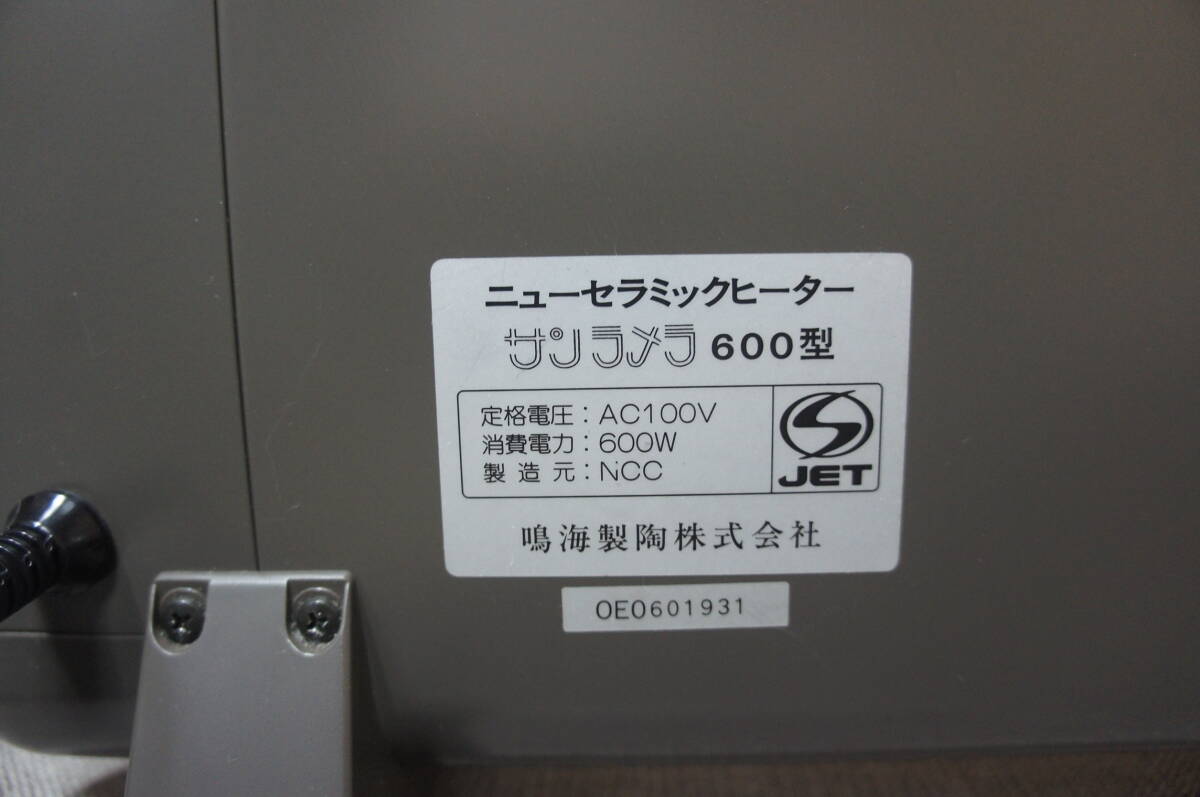 ニューセラミックヒーター
サンラメラ 600型
定格電圧：AC100V
消費電力：600W
製造元：NCC
JET
鳴海製陶株式会社
OE0601931